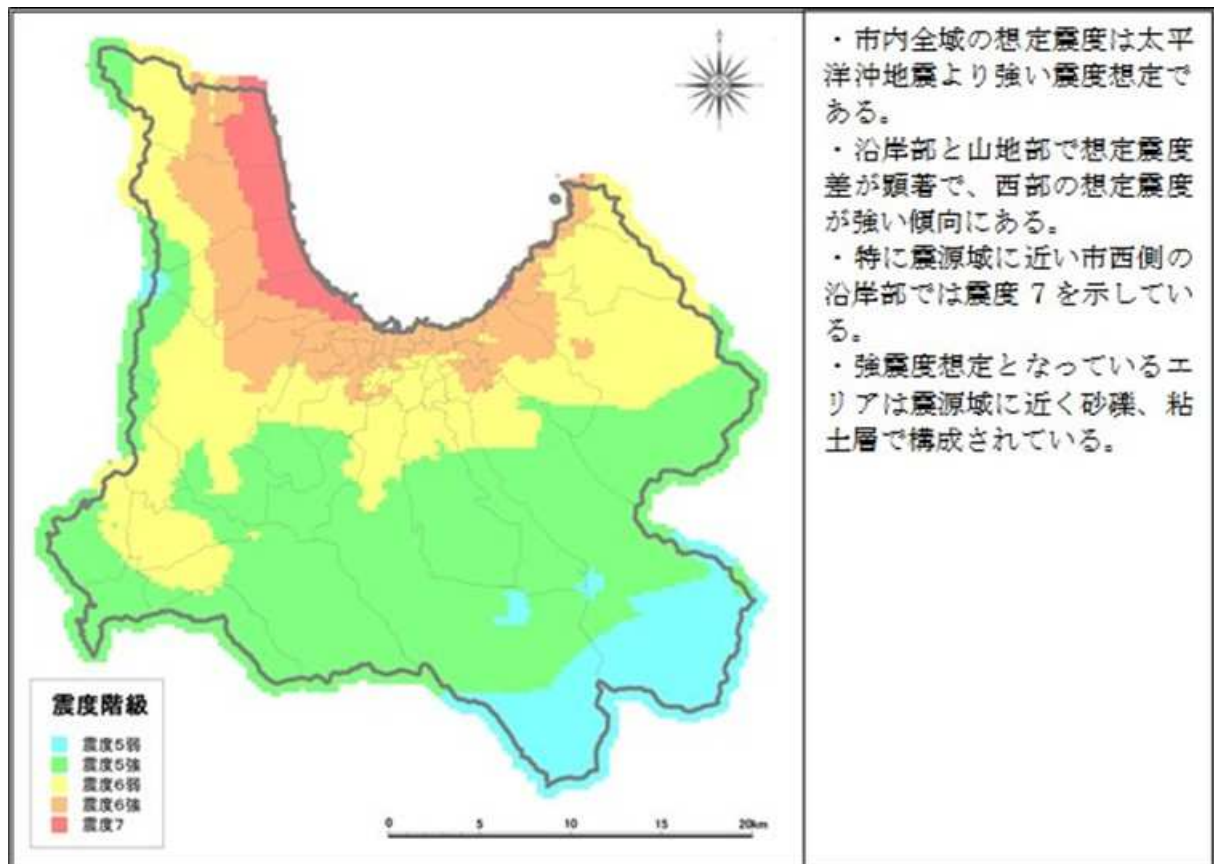 ・市内全域の想定震度は太平
洋沖地震より強い震度想定で
ある。
・沿岸部と山地部で想定震度
差が顕著で、西部の想定震度
が強い傾向にある。
・特に震源域に近い市西側の
沿岸部では震度７を示してい
る。
・強震度想定となっているエ
リアは震源域に近く砂礫、粘
土層で構成されている。
震度階級
震度5弱
震度5強
震度6弱
震度6強
震度7
0 5 10 15 20km